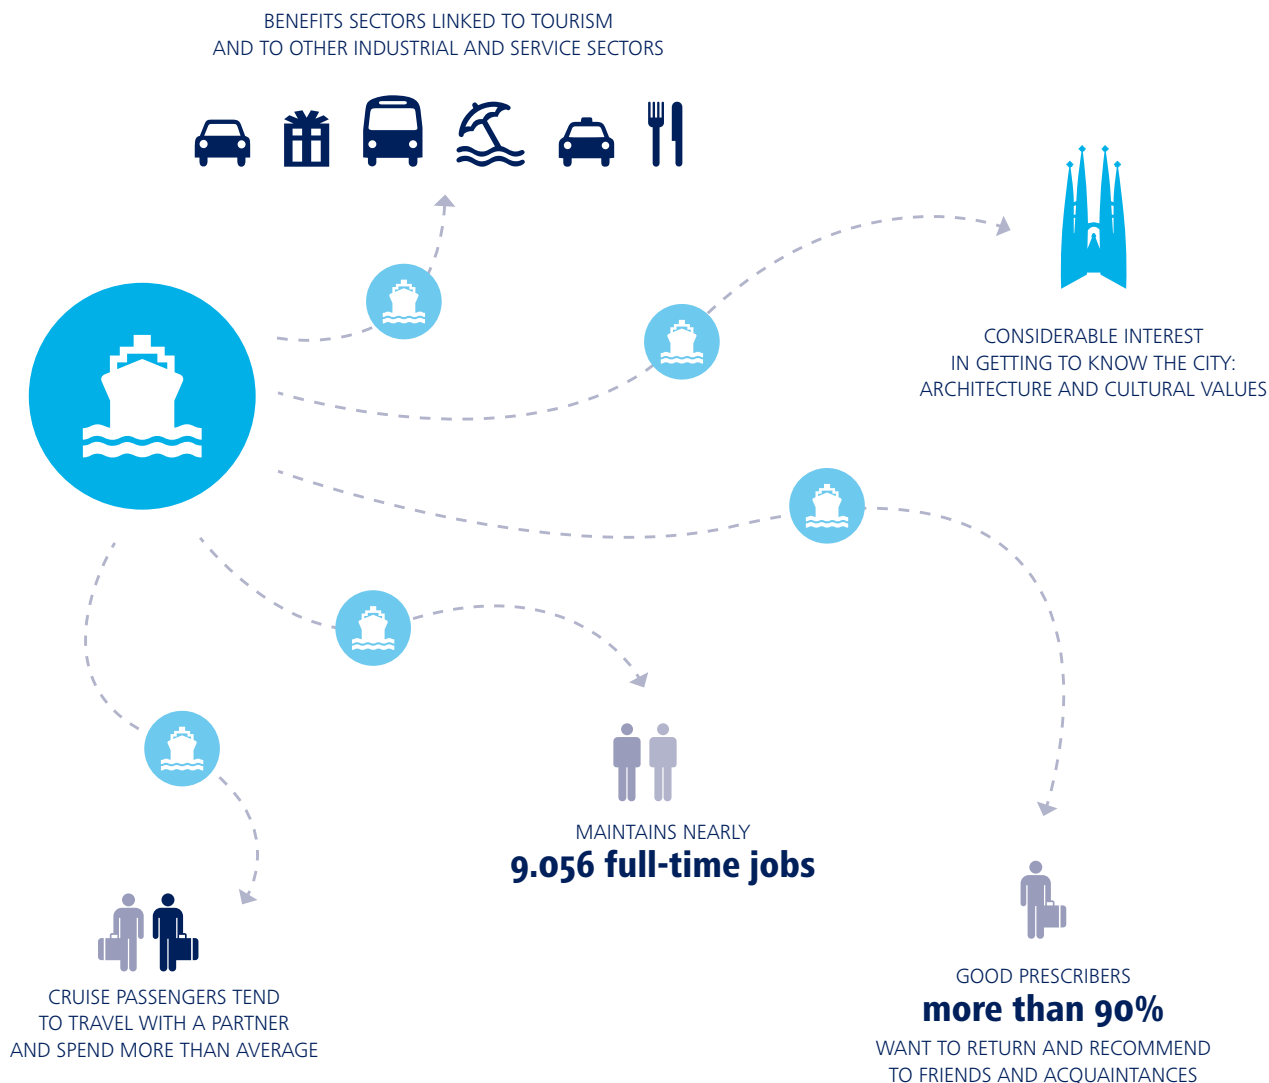 BENEFITS SECTORS LINKED TO TOURISM
AND TO OTHER INDUSTRIAL AND SERVICE SECTORS
CONSIDERABLE INTEREST
IN GETTING TO KNOW THE CITY:
ARCHITECTURE AND CULTURAL VALUES
MAINTAINS NEARLY
9.056 full-time jobs
GOOD PRESCRIBERS
more than 90%
WANT TO RETURN AND RECOMMEND
TO FRIENDS AND ACQUAINTANCES
CRUISE PASSENGERS TEND
TO TRAVEL WITH A PARTNER
AND SPEND MORE THAN AVERAGE